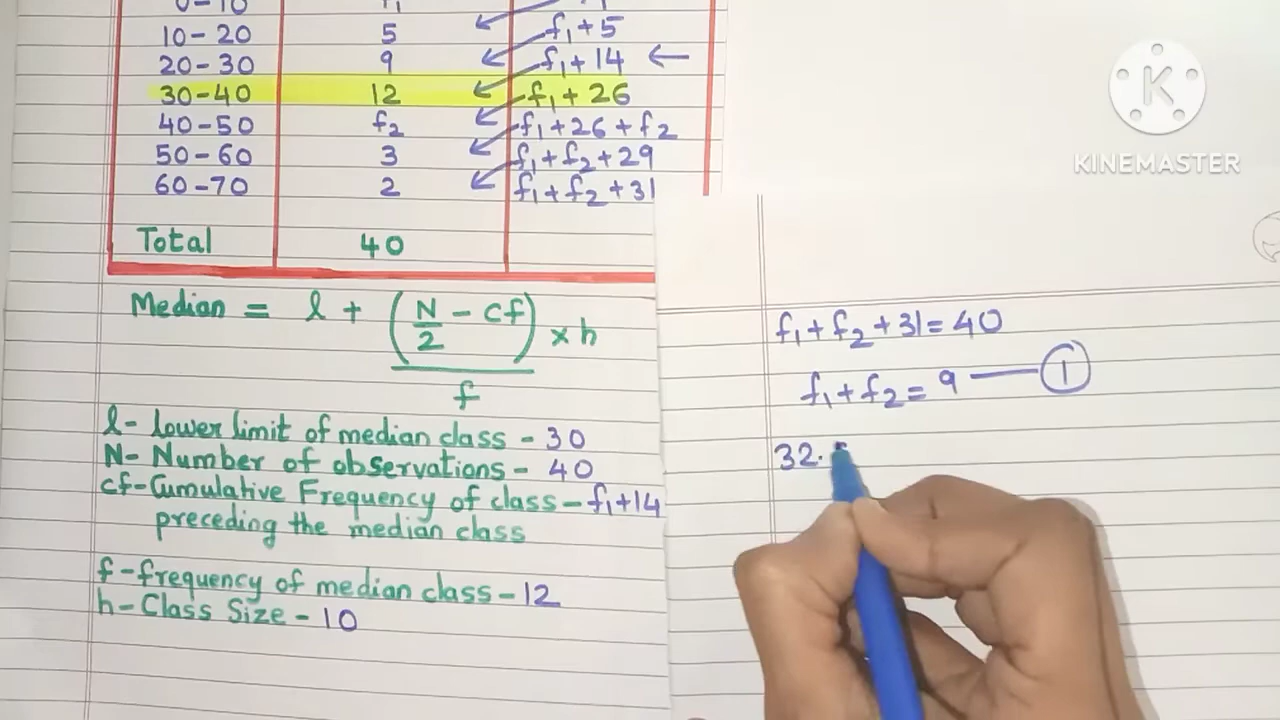 0-10 f₁
10-20 5 f₁+5
20-30 9 f₁+14 ←
30-40 12 f₁+26
40-50 f₂ f₁+26+f₂
50-60 3 f₁+f₂+29
60-70 2 f₁+f₂+31
Total 40
Median = l + (N/2 - cf)/f × h
l- lower limit of median class - 30
N- Number of observations - 40
cf-Cumulative Frequency of class - f₁+14
preceding the median class
f-frequency of median class-12
h-Class Size - 10
f₁+f₂+31=40
f₁+f₂=9 — 1
32.
K
KINEMASTER